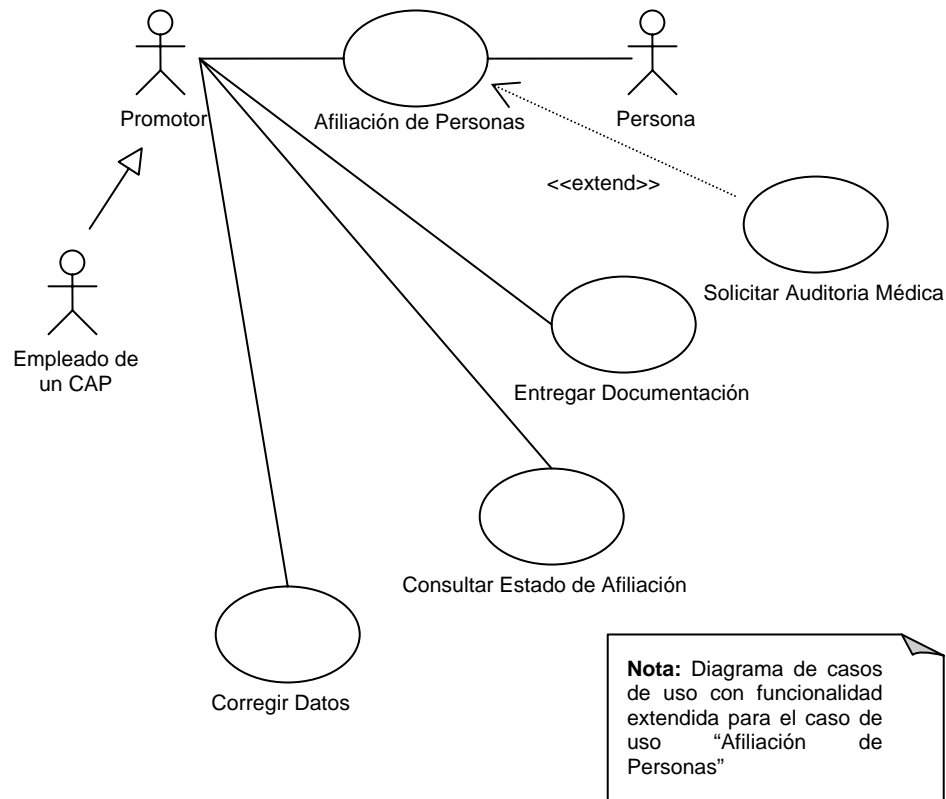 Promotor
Afiliación de Personas
Persona
<<extend>>
Solicitar Auditoria Médica
Empleado de
un CAP
Entregar Documentación
Consultar Estado de Afiliación
Corregir Datos
Nota: Diagrama de casos
de uso con funcionalidad
extendida para el caso de
uso “Afiliación de
Personas”